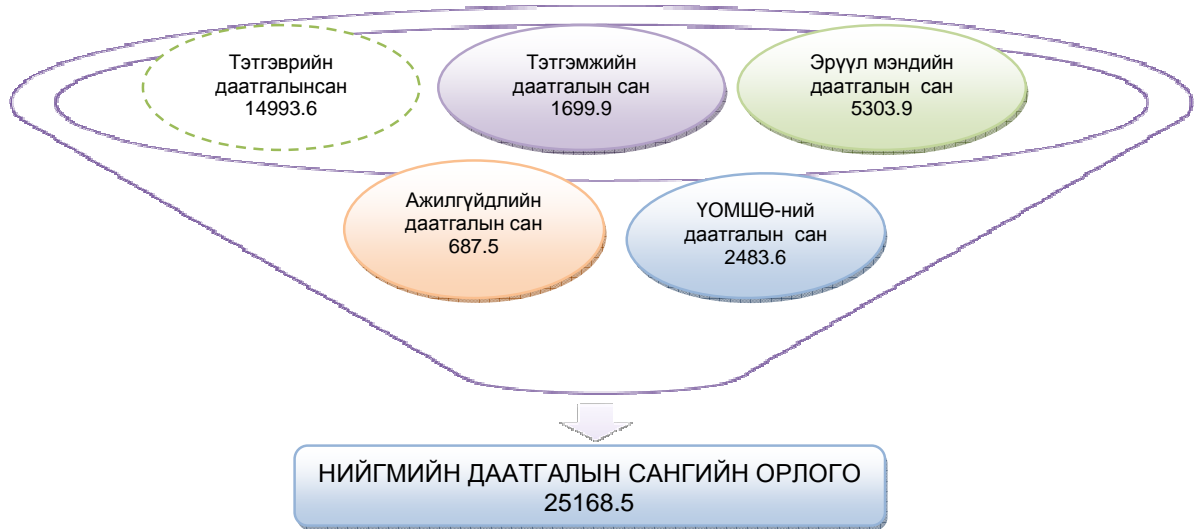 Тэтгэврийн
даатгалынсан
14993.6
Тэтгэмжийн
даатгалын сан
1699.9
Эрүүл мэндийн
даатгалын сан
5303.9
Ажилгүйдлийн
даатгалын сан
687.5
ҮОМШӨ-ний
даатгалын сан
2483.6
НИЙГМИЙН ДААТГАЛЫН САНГИЙН ОРЛОГО
25168.5